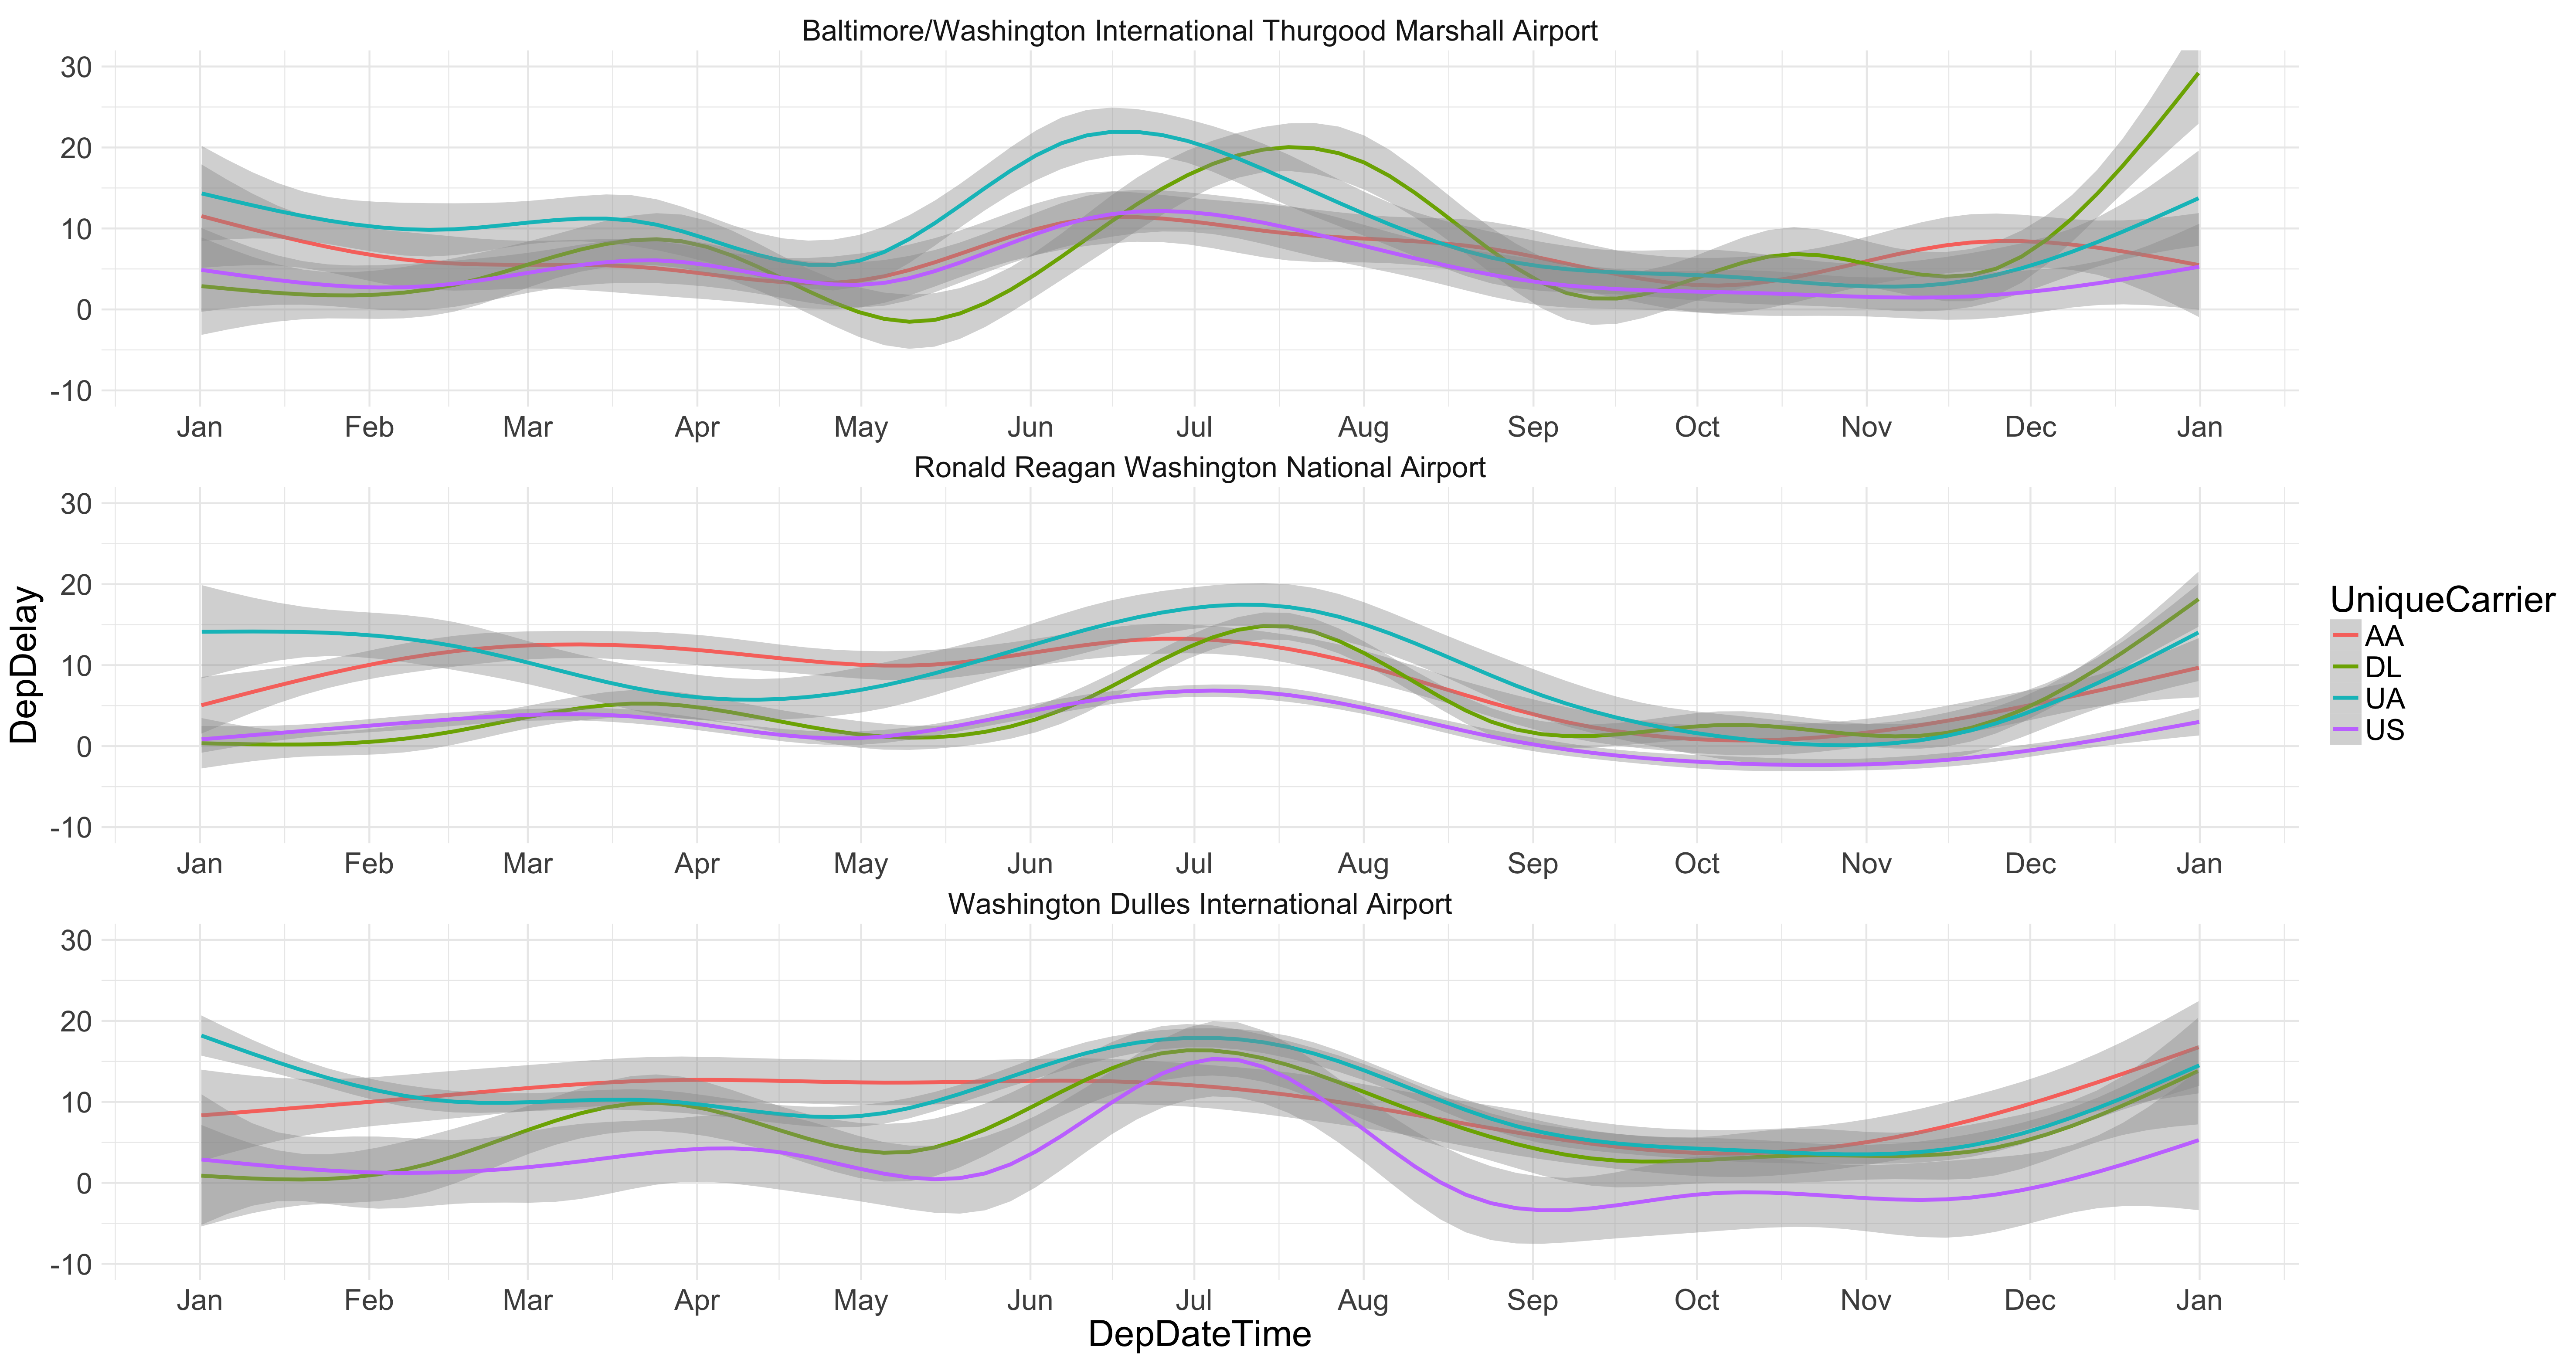 Baltimore/Washington International Thurgood Marshall Airport
30
20
10
0
-10
Jan Feb Mar Apr May Jun Jul Aug Sep Oct Nov Dec Jan
Ronald Reagan Washington National Airport
30
20
10
0
-10
Jan Feb Mar Apr May Jun Jul Aug Sep Oct Nov Dec Jan
Washington Dulles International Airport
30
20
10
0
-10
Jan Feb Mar Apr May Jun Jul Aug Sep Oct Nov Dec Jan
DepDateTime
DepDelay
UniqueCarrier
AA
DL
UA
US